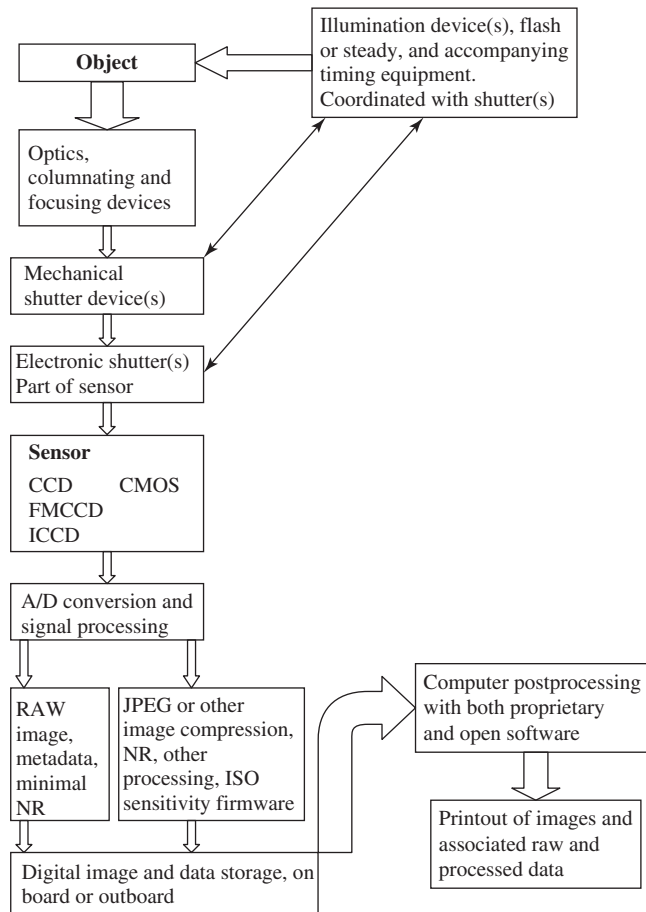 Object
Illumination device(s), flash
or steady, and accompanying
timing equipment.
Coordinated with shutter(s)
Optics,
columnating and
focusing devices
Mechanical
shutter device(s)
Electronic shutter(s)
Part of sensor
Sensor
CCD CMOS
FMCCD
ICCD
A/D conversion and
signal processing
RAW
image,
metadata,
minimal
NR
JPEG or other
image compression,
NR, other
processing, ISO
sensitivity firmware
Digital image and data storage, on
board or outboard
Computer postprocessing
with both proprietary
and open software
Printout of images and
associated raw and
processed data